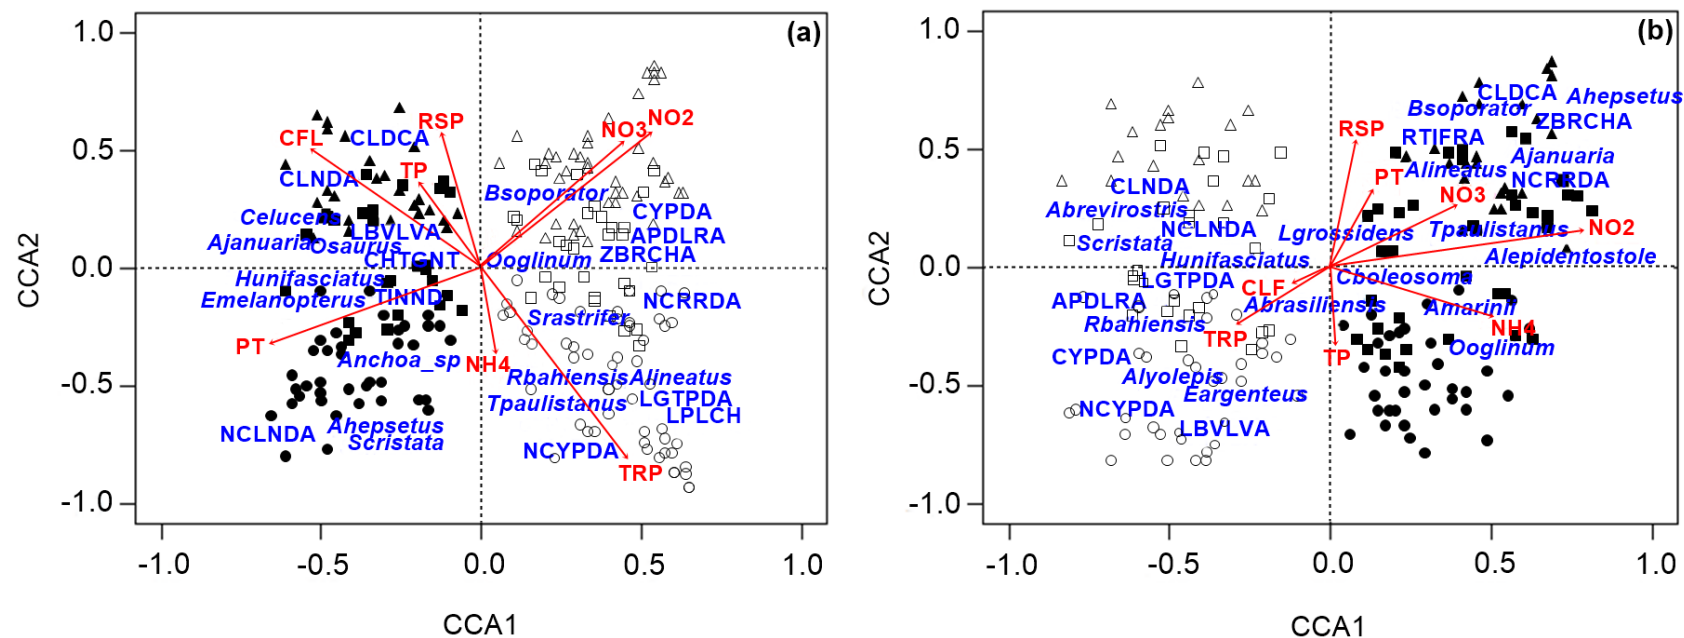 (a)
1.0
0.5
0.0
-0.5
-1.0
CCA2
-1.0 -0.5 0.0 0.5 1.0
CCA1
RSP
NO3 NO2
CFL CLDCA
TP
CLNDA
Bsoporator
Celucens
CYPDA
LBVLVA
APDLRA
Ajanuaria Osaurus
ZBRCHA
CHTGNT
Ooglinum
Hunifasciatus
TINND
NCRRDA
Emelanopterus
Srastrifer
PT
Anchoa_sp
NH4
Rbahiensis Alineatus
Tpaulistanus LGTPDA
LPLCH
Ahepsetus
NCLNDA
Scristata
NCYPDA
TRP
(b)
1.0
0.5
0.0
-0.5
-1.0
CCA2
-1.0 -0.5 0.0 0.5 1.0
CCA1
CLDCA Ahepsetus
Bsoporator
ZBRCHA
RSP
RTIFRA
Ajanuaria
Alineatus
PT
NCRRDA
CLNDA
NO3
Abrevirostris
NCLNDA
Lgrossidens Tpaulistanus NO2
Scristata
Hunifasciatus
Alepidentostole
LGTPDA
Cboleosoma
CLF
APDLRA
Abrasiliensis Amarinii
Rbahiensis
NH4
TRP
CYPDA
TP
Ooglinum
Alyolepis
Eargenteus
NCYPDA
LBVLVA